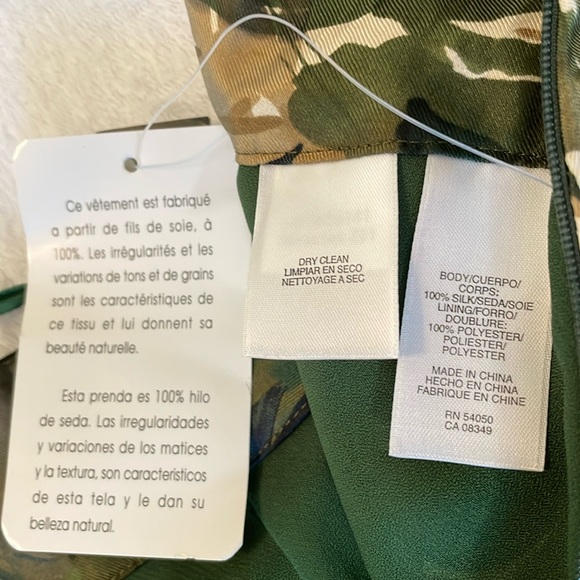 Ce vêtement est fabriqué
a partir de fils de soie, à
100%. Les irrégularités et les
variations de tons et de grains
sont les caractéristiques de
ce tissu et lui donnent sa
beauté naturelle.
Esta prenda es 100% hilo
de seda. Las irregularidades
y variaciones de los matices
y la textura, son característicos
de esta tela y le dan su
belleza natural.
DRY CLEAN
LIMPIAR EN SECO
NETTOYAGE A SEC
BODY/CUERPO/
CORPS:
100% SILK/SEDA/SOIE
LINING/FORRO/
DOUBLURE:
100% POLYESTER/
POLIESTER/
POLYESTER
MADE IN CHINA
HECHO EN CHINA
FABRIQUE EN CHINE
RN 54050
CA 08349